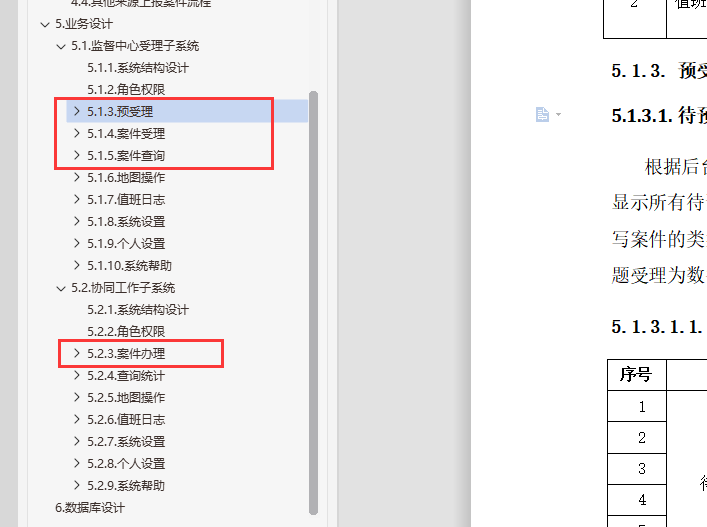 4.4.其他来源上报案件流程
5.业务设计
5.1.监督中心受理子系统
5.1.1.系统结构设计
5.1.2.角色权限
5.1.3.预受理
5.1.4.案件受理
5.1.5.案件查询
5.1.6.地图操作
5.1.7.值班日志
5.1.8.系统设置
5.1.9.个人设置
5.1.10.系统帮助
5.2.协同工作子系统
5.2.1.系统结构设计
5.2.2.角色权限
5.2.3.案件办理
5.2.4.查询统计
5.2.5.地图操作
5.2.6.值班日志
5.2.7.系统设置
5.2.8.个人设置
5.2.9.系统帮助
6.数据库设计
2 值班
5.1.3. 预受
5.1.3.1.待预
根据后台
显示所有待
写案件的类
题受理为数
5.1.3.1.1.
序号
1
2
3
4